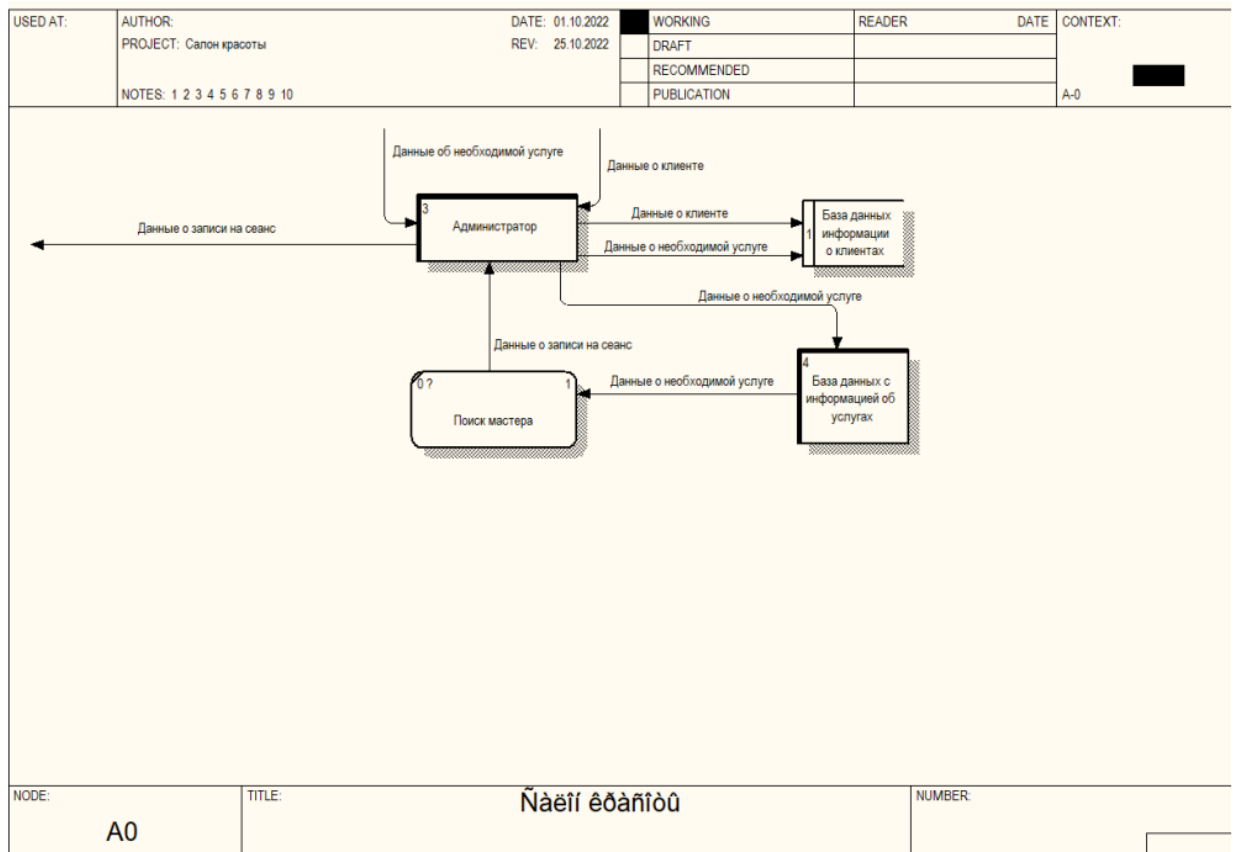 USED AT:
AUTHOR:
DATE: 01.10.2022
WORKING
READER
DATE
CONTEXT:
PROJECT: Салон красоты
REV: 25.10.2022
DRAFT
RECOMMENDED
NOTES: 1 2 3 4 5 6 7 8 9 10
PUBLICATION
A-0
Данные об необходимой услуге
Данные о клиенте
3
Администратор
Данные о клиенте
Данные о необходимой услуге
1
База данных
информации
о клиентах
Данные о записи на сеанс
Данные о необходимой услуге
Данные о записи на сеанс
0 ?
1
Поиск мастера
Данные о необходимой услуге
4
База данных с
информацией об
услугах
NODE:
A0
TITLE:
Ñàëîí êðàñîòû
NUMBER: